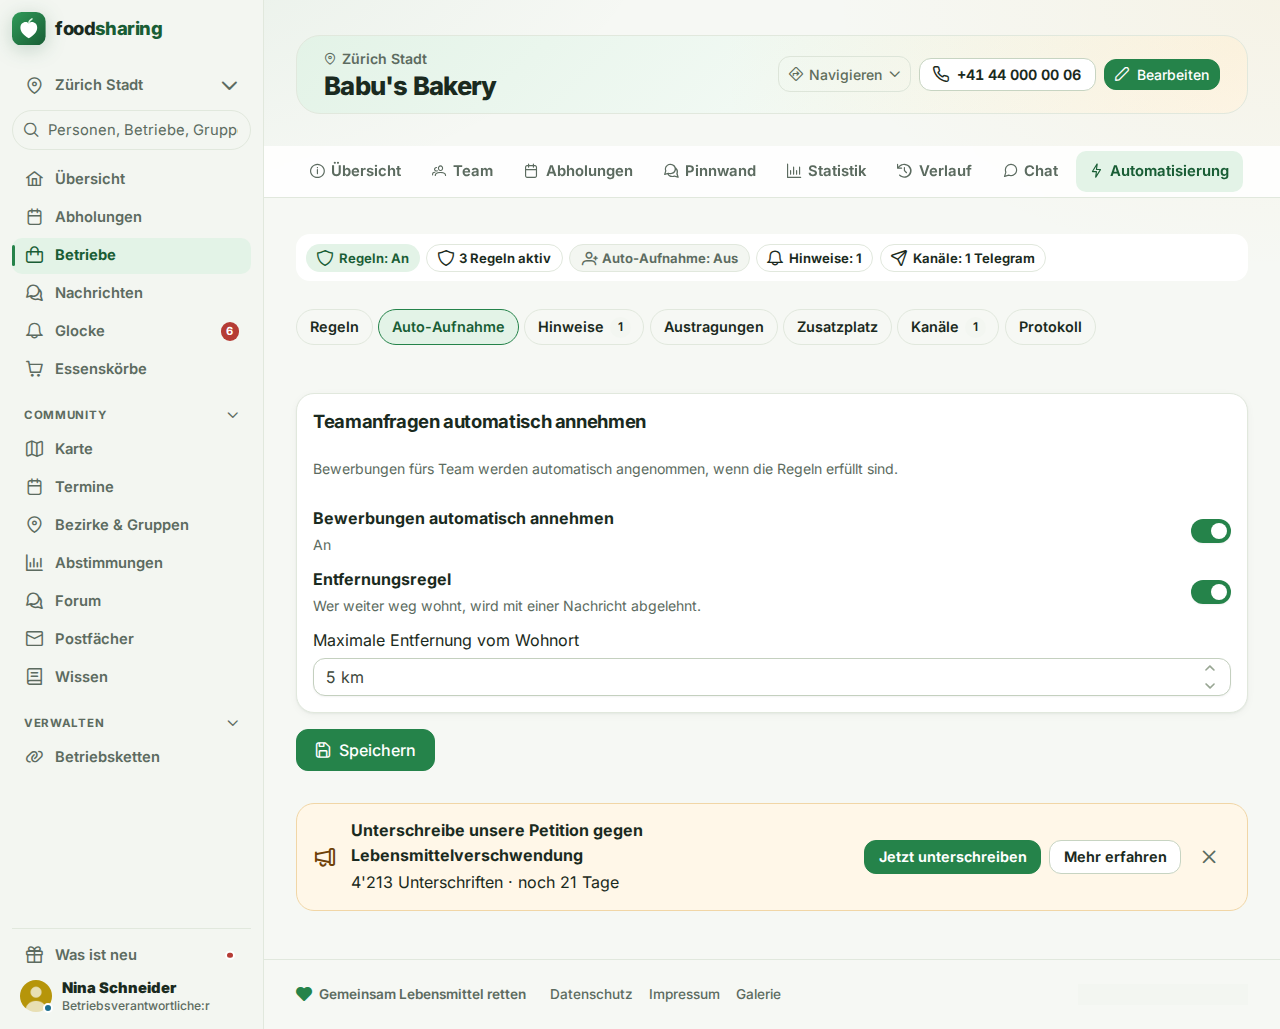 foodsharing
Zürich Stadt
Personen, Betriebe, Grupp
Übersicht
Abholungen
Betriebe
Nachrichten
Glocke 6
Essenskörbe
COMMUNITY
Karte
Termine
Bezirke & Gruppen
Abstimmungen
Forum
Postfächer
Wissen
VERWALTEN
Betriebsketten
Was ist neu
Nina Schneider
Betriebsverantwortliche:r
Zürich Stadt
Babu's Bakery
Navigieren
+41 44 000 00 06
Bearbeiten
Übersicht Team Abholungen Pinnwand Statistik Verlauf Chat Automatisierung
Regeln: An 3 Regeln aktiv Auto-Aufnahme: Aus Hinweise: 1 Kanäle: 1 Telegram
Regeln Auto-Aufnahme Hinweise 1 Austragungen Zusatzplatz Kanäle 1 Protokoll
Teamanfragen automatisch annehmen
Bewerbungen fürs Team werden automatisch angenommen, wenn die Regeln erfüllt sind.
Bewerbungen automatisch annehmen
An
Entfernungsregel
Wer weiter weg wohnt, wird mit einer Nachricht abgelehnt.
Maximale Entfernung vom Wohnort
5 km
Speichern
Unterschreibe unsere Petition gegen
Lebensmittelverschwendung
4'213 Unterschriften · noch 21 Tage
Jetzt unterschreiben
Mehr erfahren
Gemeinsam Lebensmittel retten Datenschutz Impressum Galerie